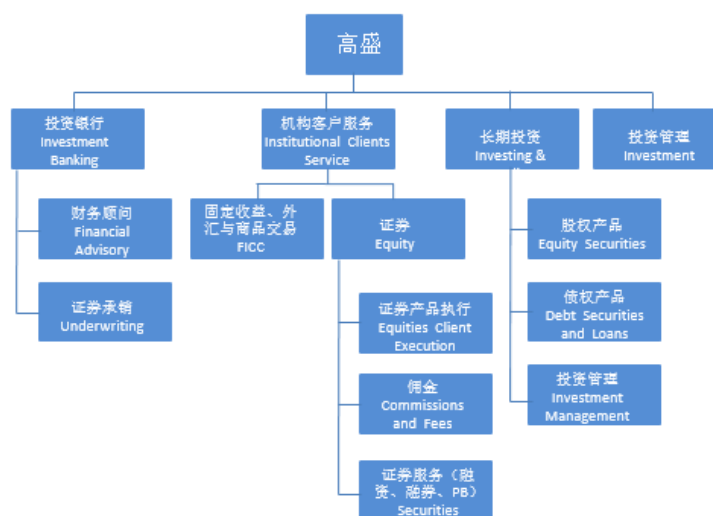 高盛
投资银行
Investment
Banking
机构客户服务
Institutional Clients
Service
长期投资
Investing &
投资管理
Investment
财务顾问
Financial
Advisory
固定收益、外
汇与商品交易
FICC
证券
Equity
股权产品
Equity Securities
证券承销
Underwriting
证券产品执行
Equities Client
Execution
债权产品
Debt Securities
and Loans
佣金
Commissions
and Fees
投资管理
Investment
Management
证券服务（融
资、融券、PB）
Securities